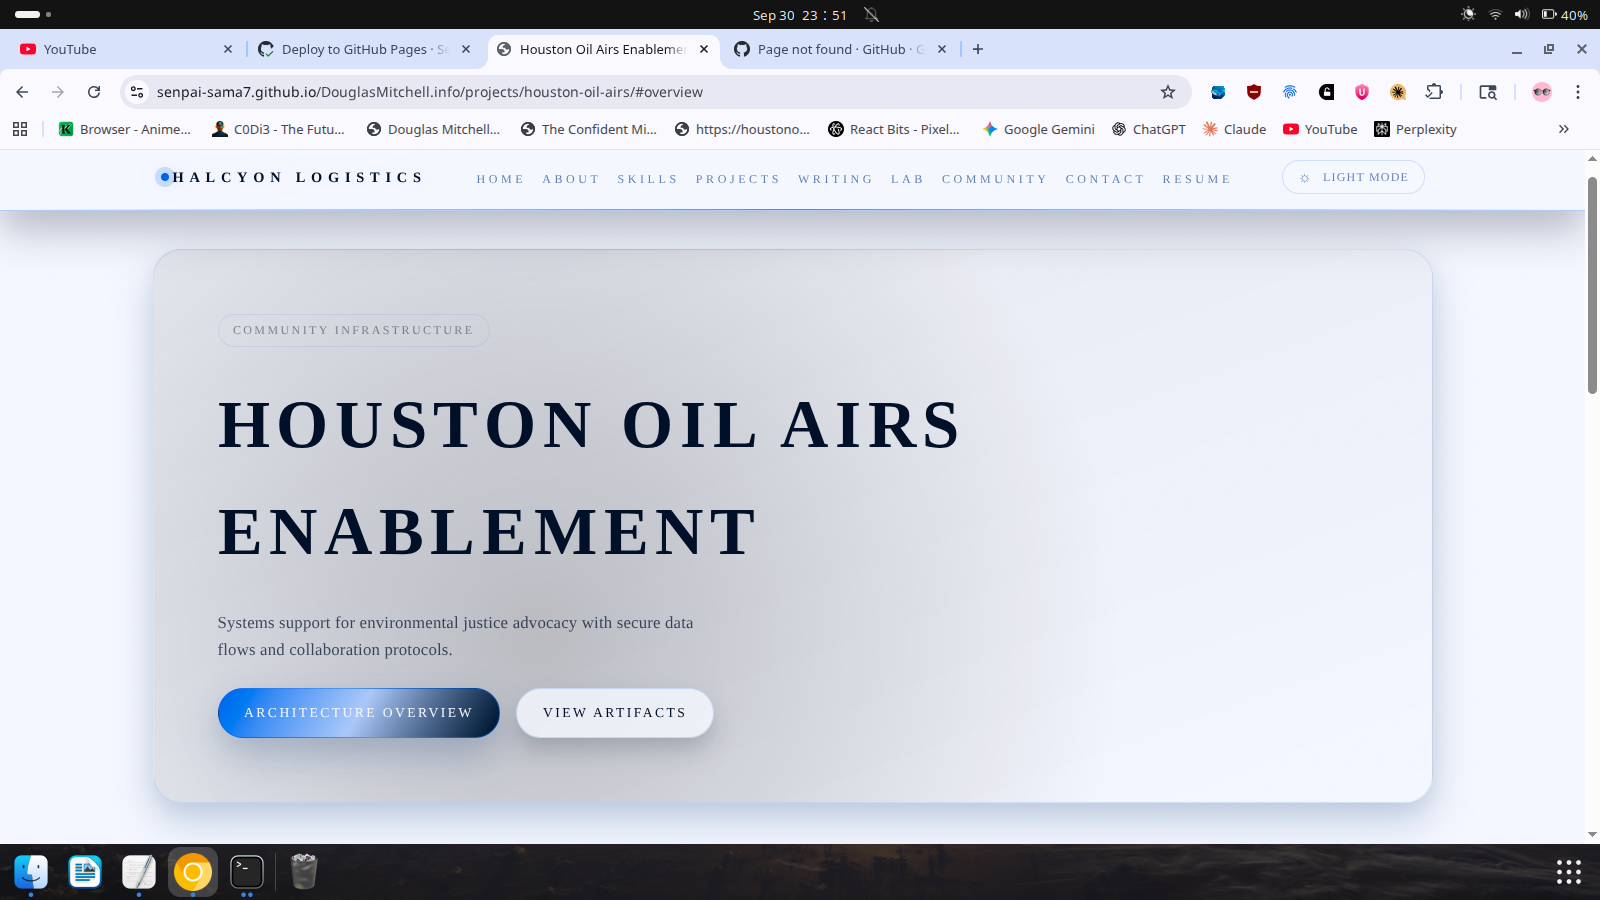 Sep 30 23 : 51
40%
YouTube
Deploy to GitHub Pages · Se
Houston Oil Airs Enableme
Page not found · GitHub · G
senpai-sama7.github.io/DouglasMitchell.info/projects/houston-oil-airs/#overview
Browser - Anime...
C0Di3 - The Futu...
Douglas Mitchell...
The Confident Mi...
https://houstono...
React Bits - Pixel...
Google Gemini
ChatGPT
Claude
YouTube
Perplexity
HALCYON LOGISTICS
HOME
ABOUT
SKILLS
PROJECTS
WRITING
LAB
COMMUNITY
CONTACT
RESUME
LIGHT MODE
COMMUNITY INFRASTRUCTURE
HOUSTON OIL AIRS
ENABLEMENT
Systems support for environmental justice advocacy with secure data
flows and collaboration protocols.
ARCHITECTURE OVERVIEW
VIEW ARTIFACTS